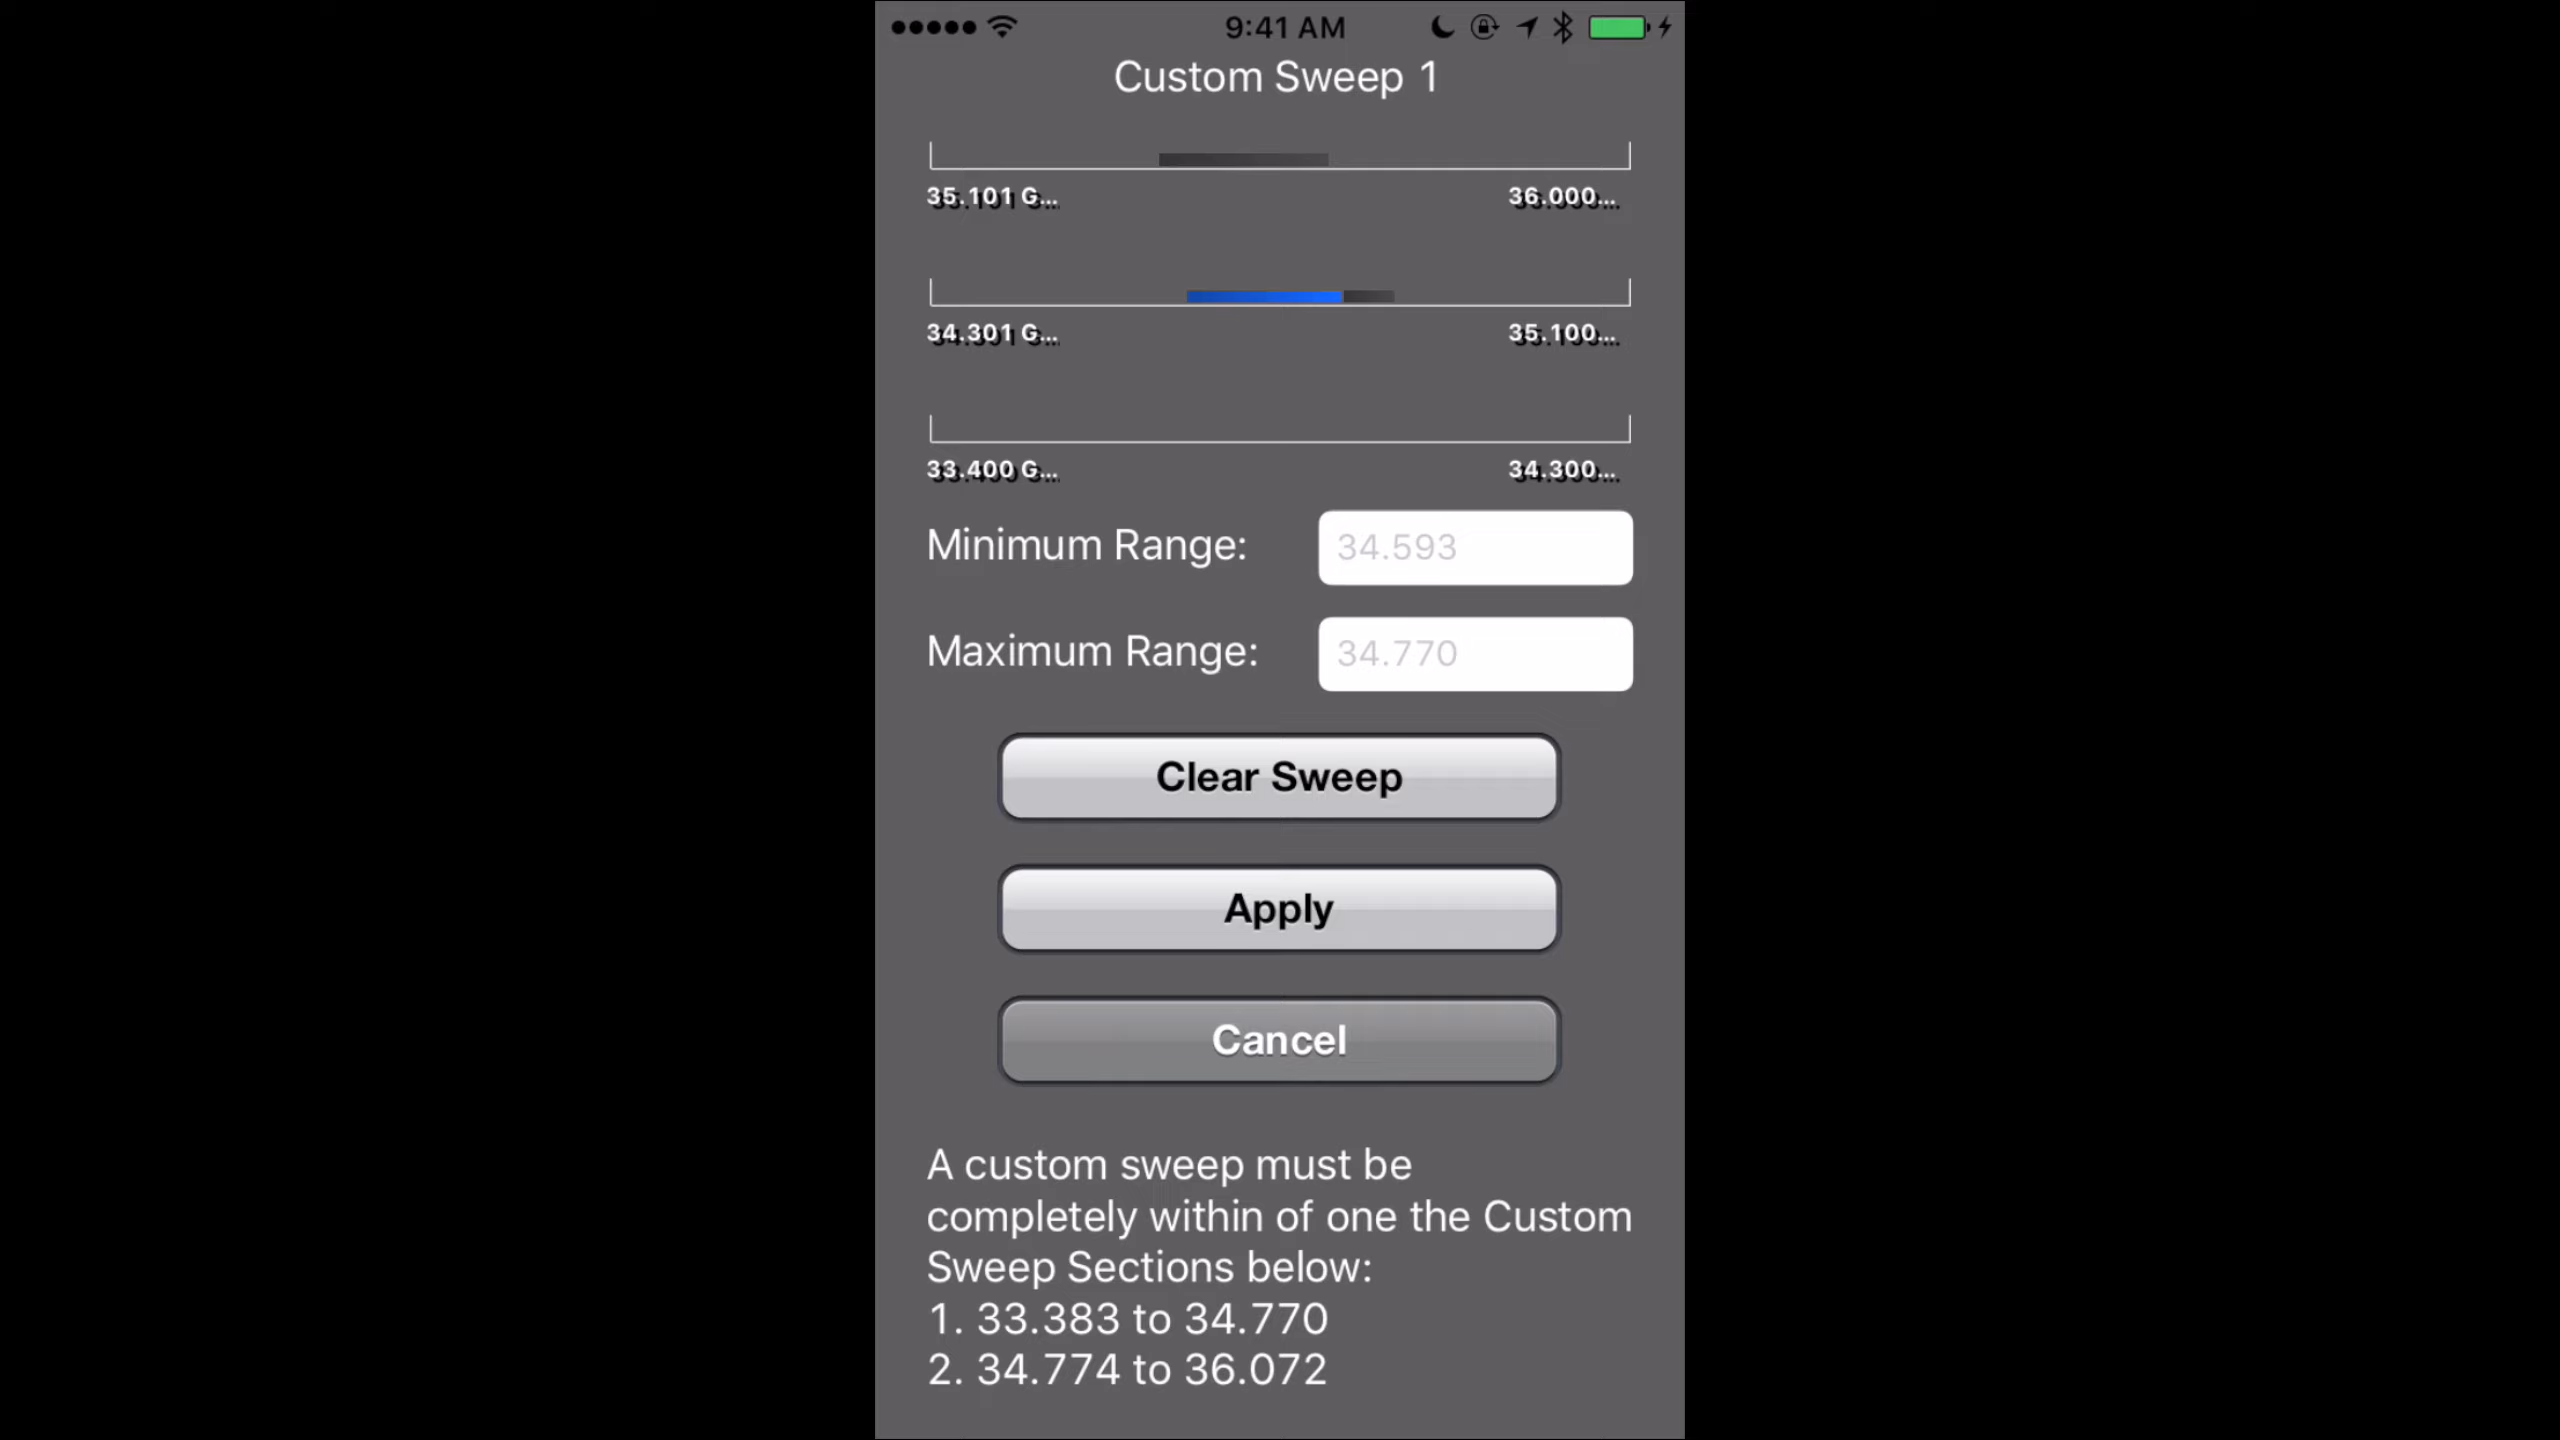 9:41 AM
Custom Sweep 1
35.101 G... 36.000...
34.301 G... 35.100...
33.400 G... 34.300...
Minimum Range: 34.593
Maximum Range: 34.770
Clear Sweep
Apply
Cancel
A custom sweep must be
completely within of one the Custom
Sweep Sections below:
1. 33.383 to 34.770
2. 34.774 to 36.072